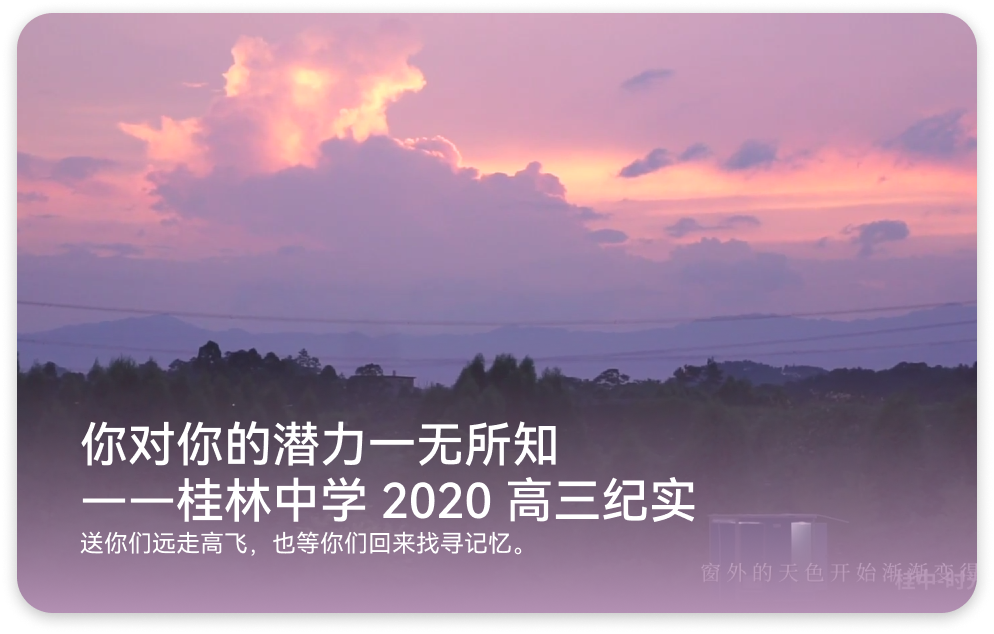 你对你的潜力一无所知
一一桂林中学 2020 高三纪实
送你们远走高飞，也等你们回来找寻记忆。
窗外的天色开始渐渐变得
桂中·时